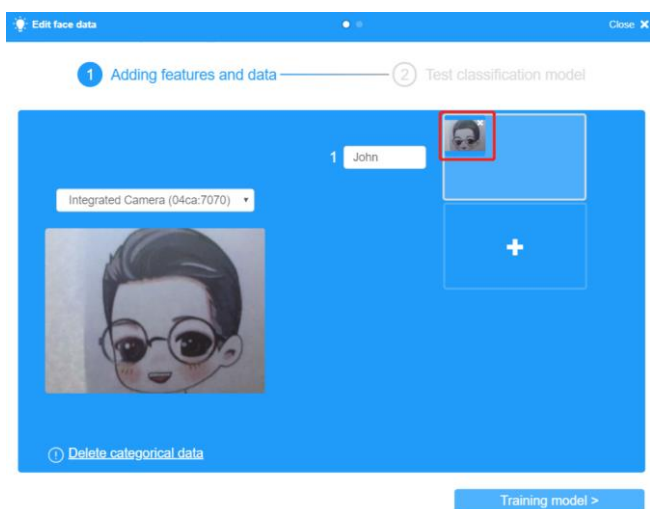 Edit face data
Close ✖
1 Adding features and data
2 Test classification model
1 John
Integrated Camera (04ca:7070)
Delete categorical data
Training model >